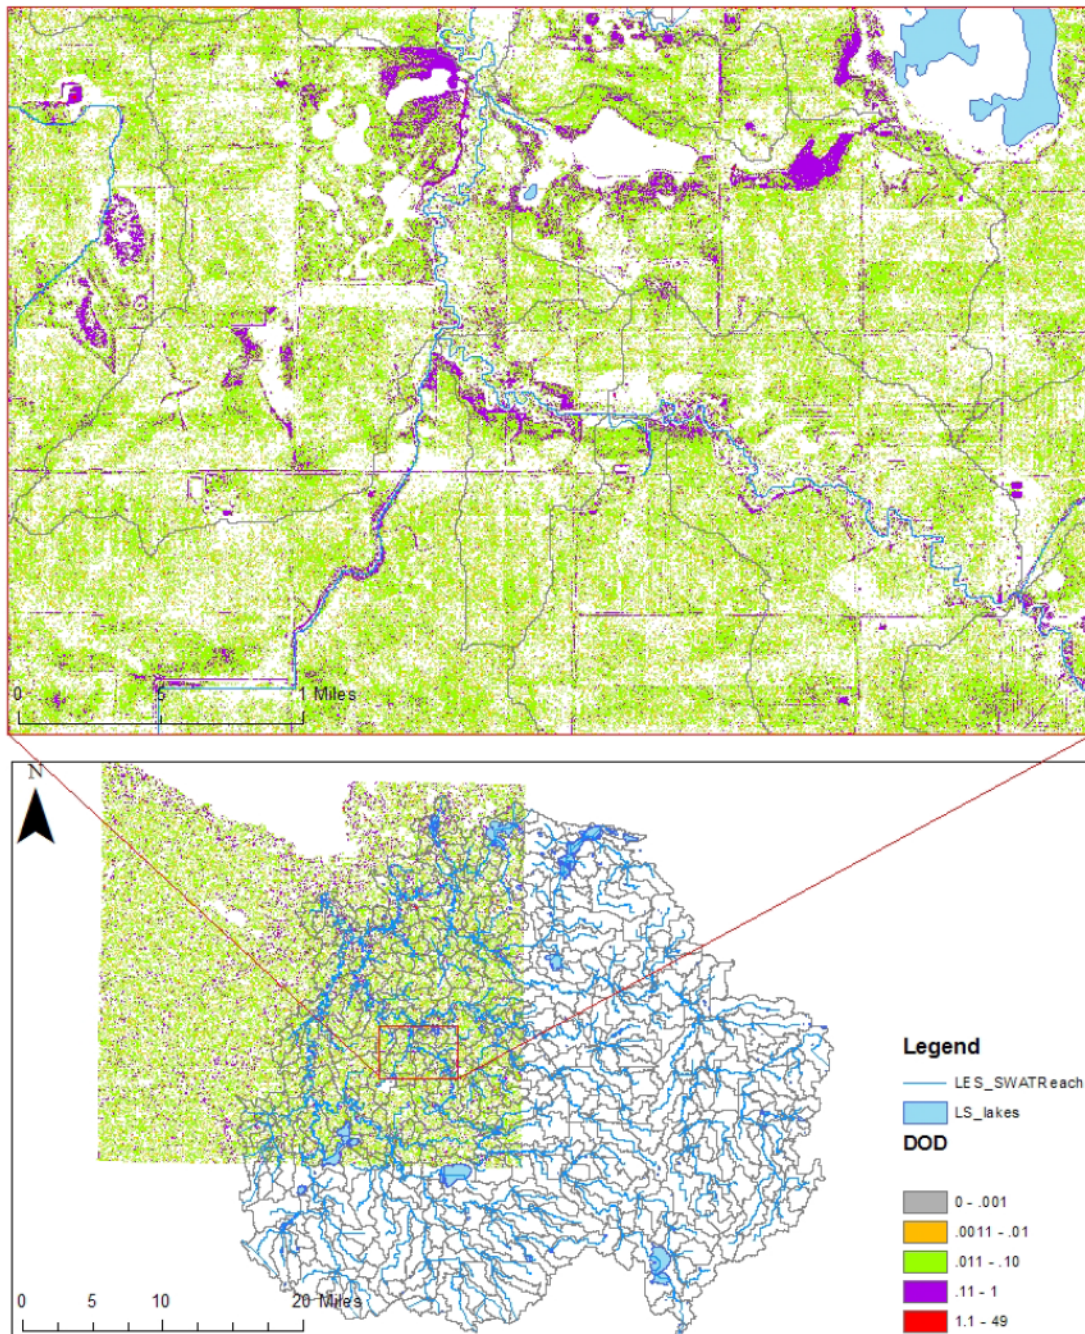 0 .5 1 Miles
N
Legend
LES_SWATReach
LS_lakes
DOD
0 - .001
.0011 - .01
.011 - .10
.11 - 1
1.1 - 49
0 5 10 20 Miles